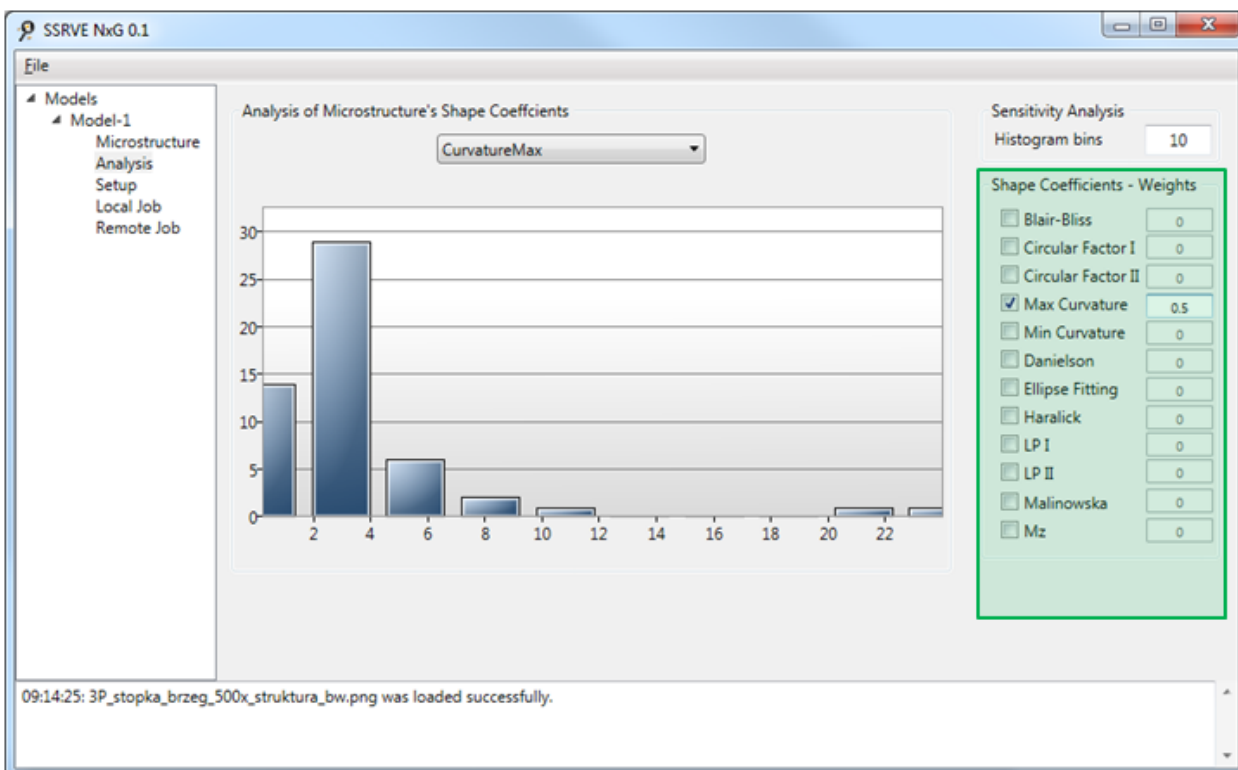 SSRVE NxG 0.1
File
Models
Model-1
Microstructure
Analysis
Setup
Local Job
Remote Job
Analysis of Microstructure's Shape Coeffcients
CurvatureMax
30
25
20
15
10
5
0
2 4 6 8 10 12 14 16 18 20 22
Sensitivity Analysis
Histogram bins 10
Shape Coefficients - Weights
Blair-Bliss 0
Circular Factor I 0
Circular Factor II 0
Max Curvature 0.5
Min Curvature 0
Danielson 0
Ellipse Fitting 0
Haralick 0
LP I 0
LP II 0
Malinowska 0
Mz 0
09:14:25: 3P_stopka_brzeg_500x_struktura_bw.png was loaded successfully.